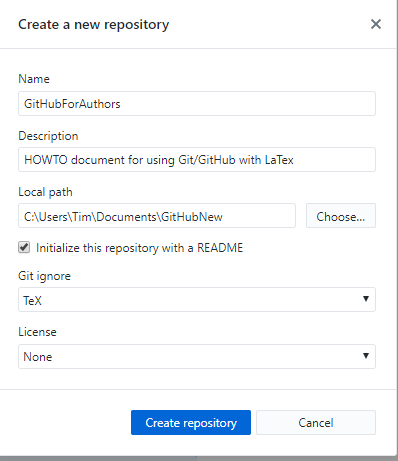 Create a new repository
Name
GitHubForAuthors
Description
HOWTO document for using Git/GitHub with LaTex
Local path
C:\Users\Tim\Documents\GitHubNew
Choose...
Initialize this repository with a README
Git ignore
TeX
License
None
Create repository
Cancel